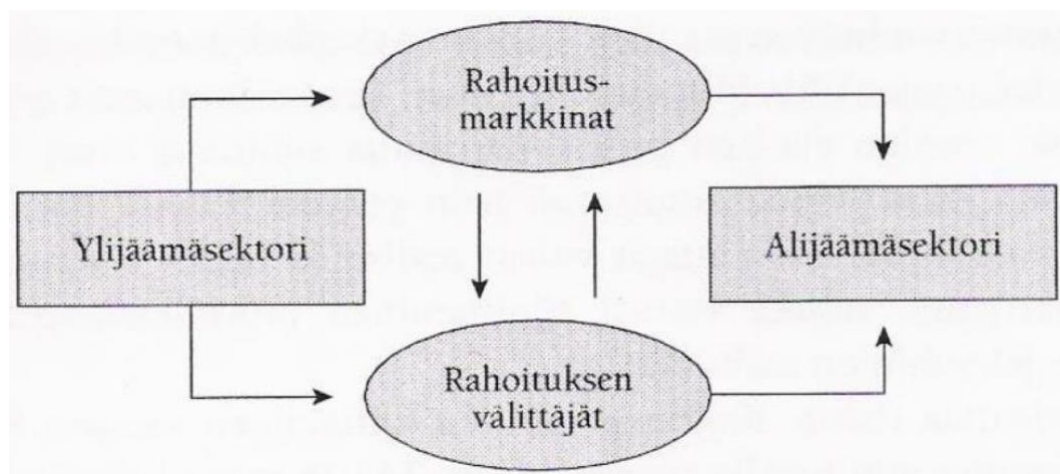 Rahoitus-
markkinat
Ylijäämäsektori
Alijäämäsektori
Rahoituksen
välittäjät